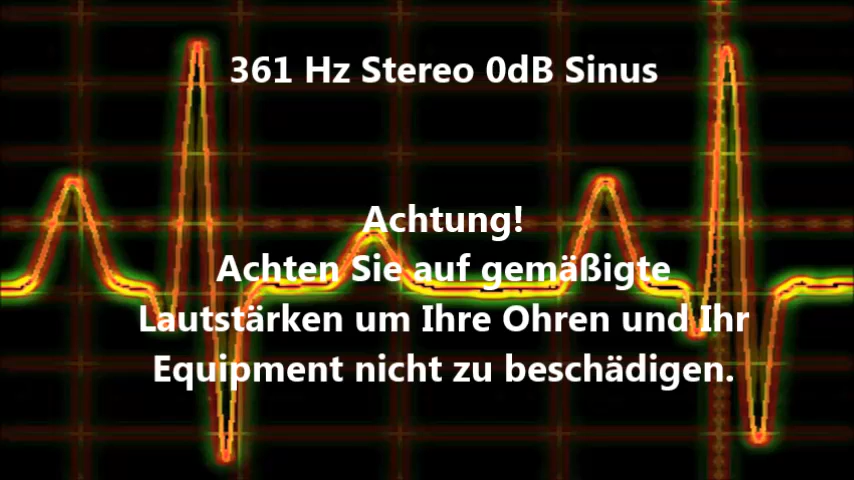 361 Hz Stereo 0dB Sinus
Achtung!
Achten Sie auf gemäßigte
Lautstärken um Ihre Ohren und Ihr
Equipment nicht zu beschädigen.